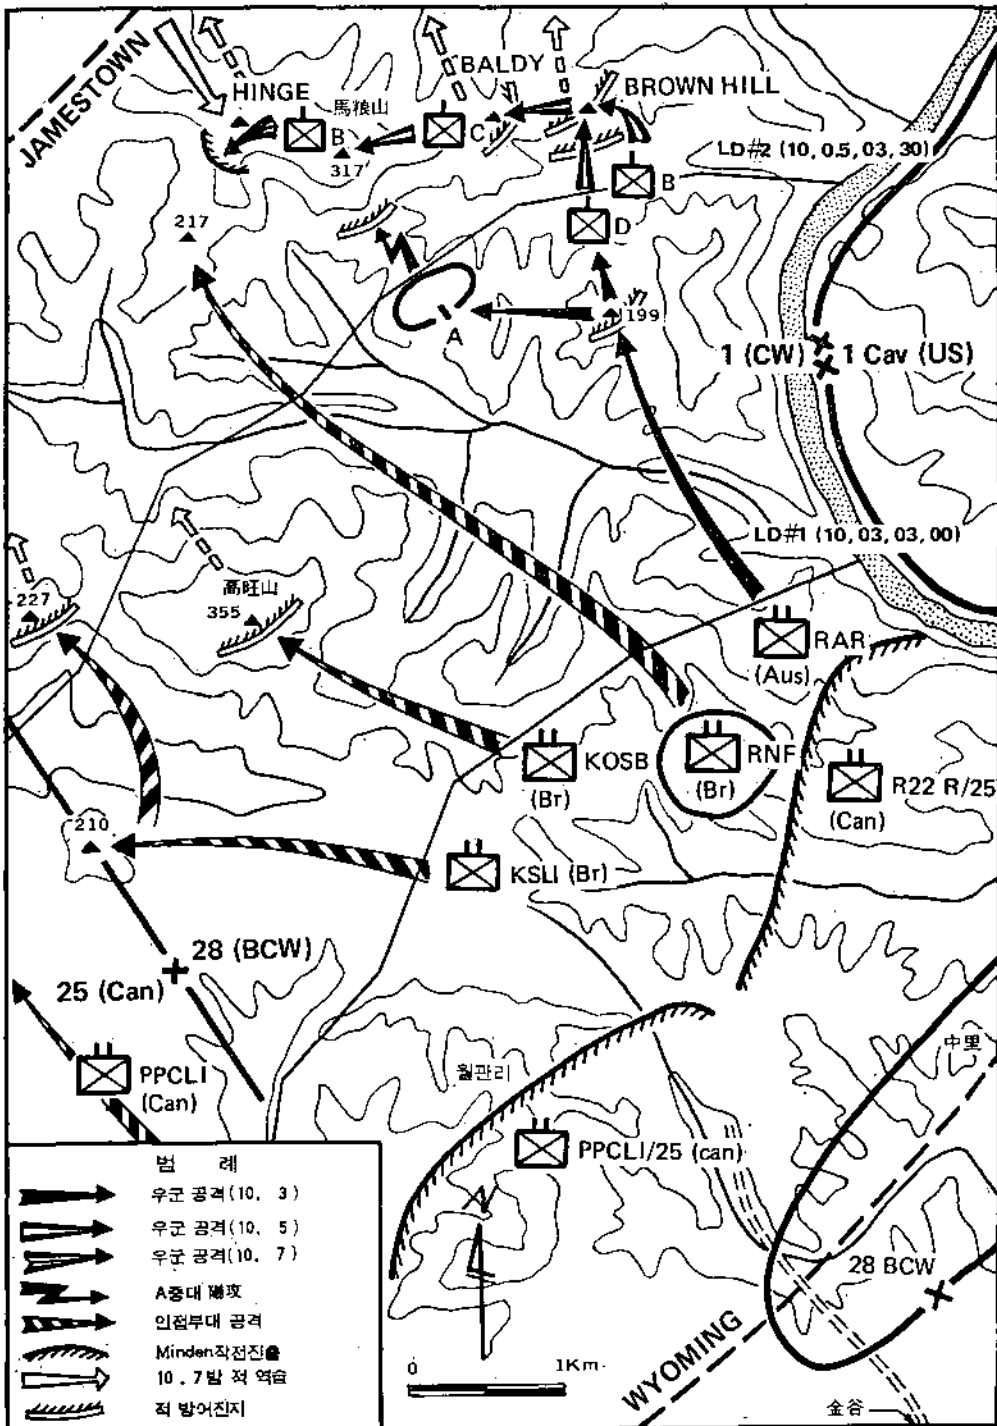 JAMESTOWN
HINGE
馬粮山
BALDY
BROWN HILL
B
317
C
LD#2 (10, 0.5, 03, 30)
B
D
217
199
A
1 (CW)
1 Cav (US)
LD#1 (10, 03, 03, 00)
227
高旺山
355
RAR
(Aus)
KOSB
(Br)
RNF
(Br)
R22 R/25
(Can)
210
KSLI (Br)
28 (BCW)
25 (Can)
PPCLI
(Can)
월관리
中里
PPCLI/25 (can)
28 BCW
WYOMING
金谷
0 1Km
범 례
우군 공격(10. 3)
우군 공격(10. 5)
우군 공격(10. 7)
A중대 陽攻
인접부대 공격
Minden작전진출
10. 7밤 적 역습
적 방어진지